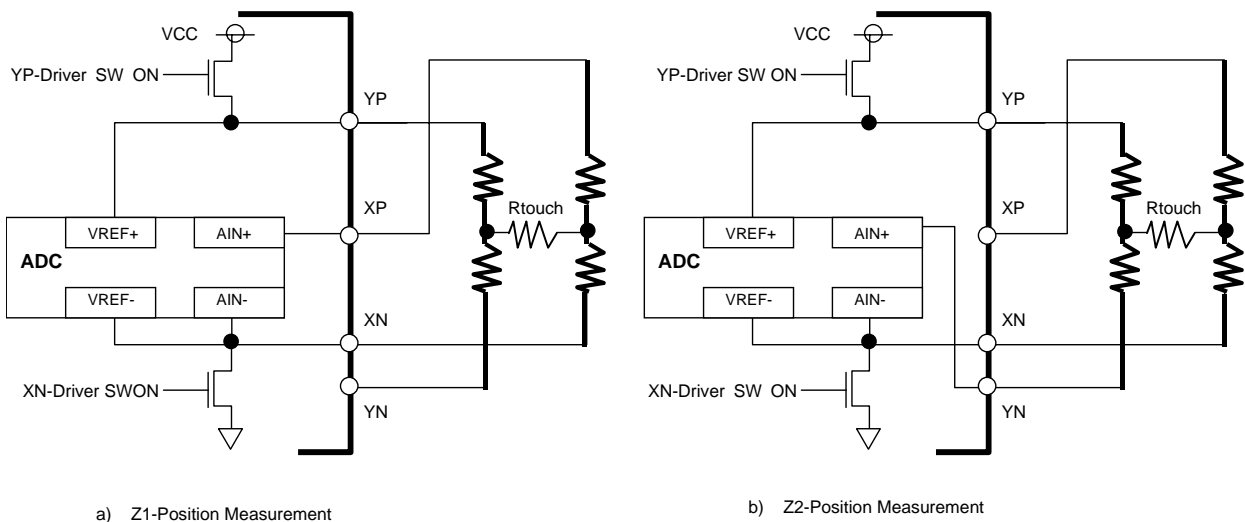 VCC
YP-Driver SW ON
YP
XP
Rtouch
VREF+
AIN+
ADC
VREF-
AIN-
XN
XN-Driver SWON
YN
a) Z1-Position Measurement
VCC
YP-Driver SW ON
YP
XP
Rtouch
VREF+
AIN+
ADC
VREF-
AIN-
XN
XN-Driver SW ON
YN
b) Z2-Position Measurement